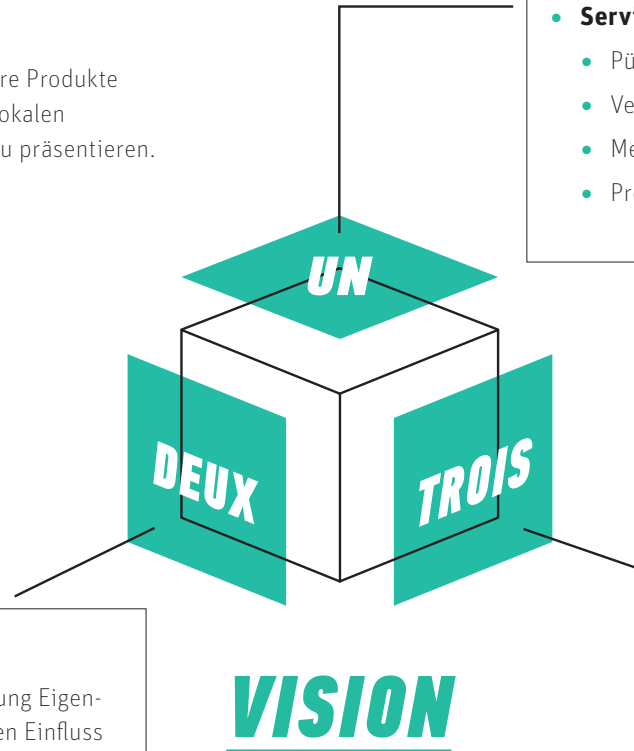 re Produkte
okalen
u präsentieren.
• Serv
• Pü
• Ve
• Me
• Pr
UN
DEUX
TROIS
ung Eigen-
en Einfluss
VISION